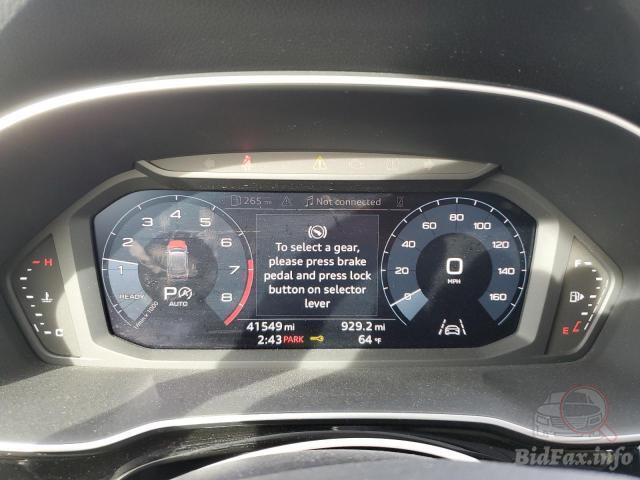 265 mi
Not connected
2 3 4 5 6 7 8
1
READY
P
AUTO
1/min x 1000
To select a gear,
please press brake
pedal and press lock
button on selector
lever
0 20 40 60 80 100 120 140 160
0
MPH
41549 mi
929.2 mi
2:43 PARK
64 °F
H
C
F
E
BidFax.info